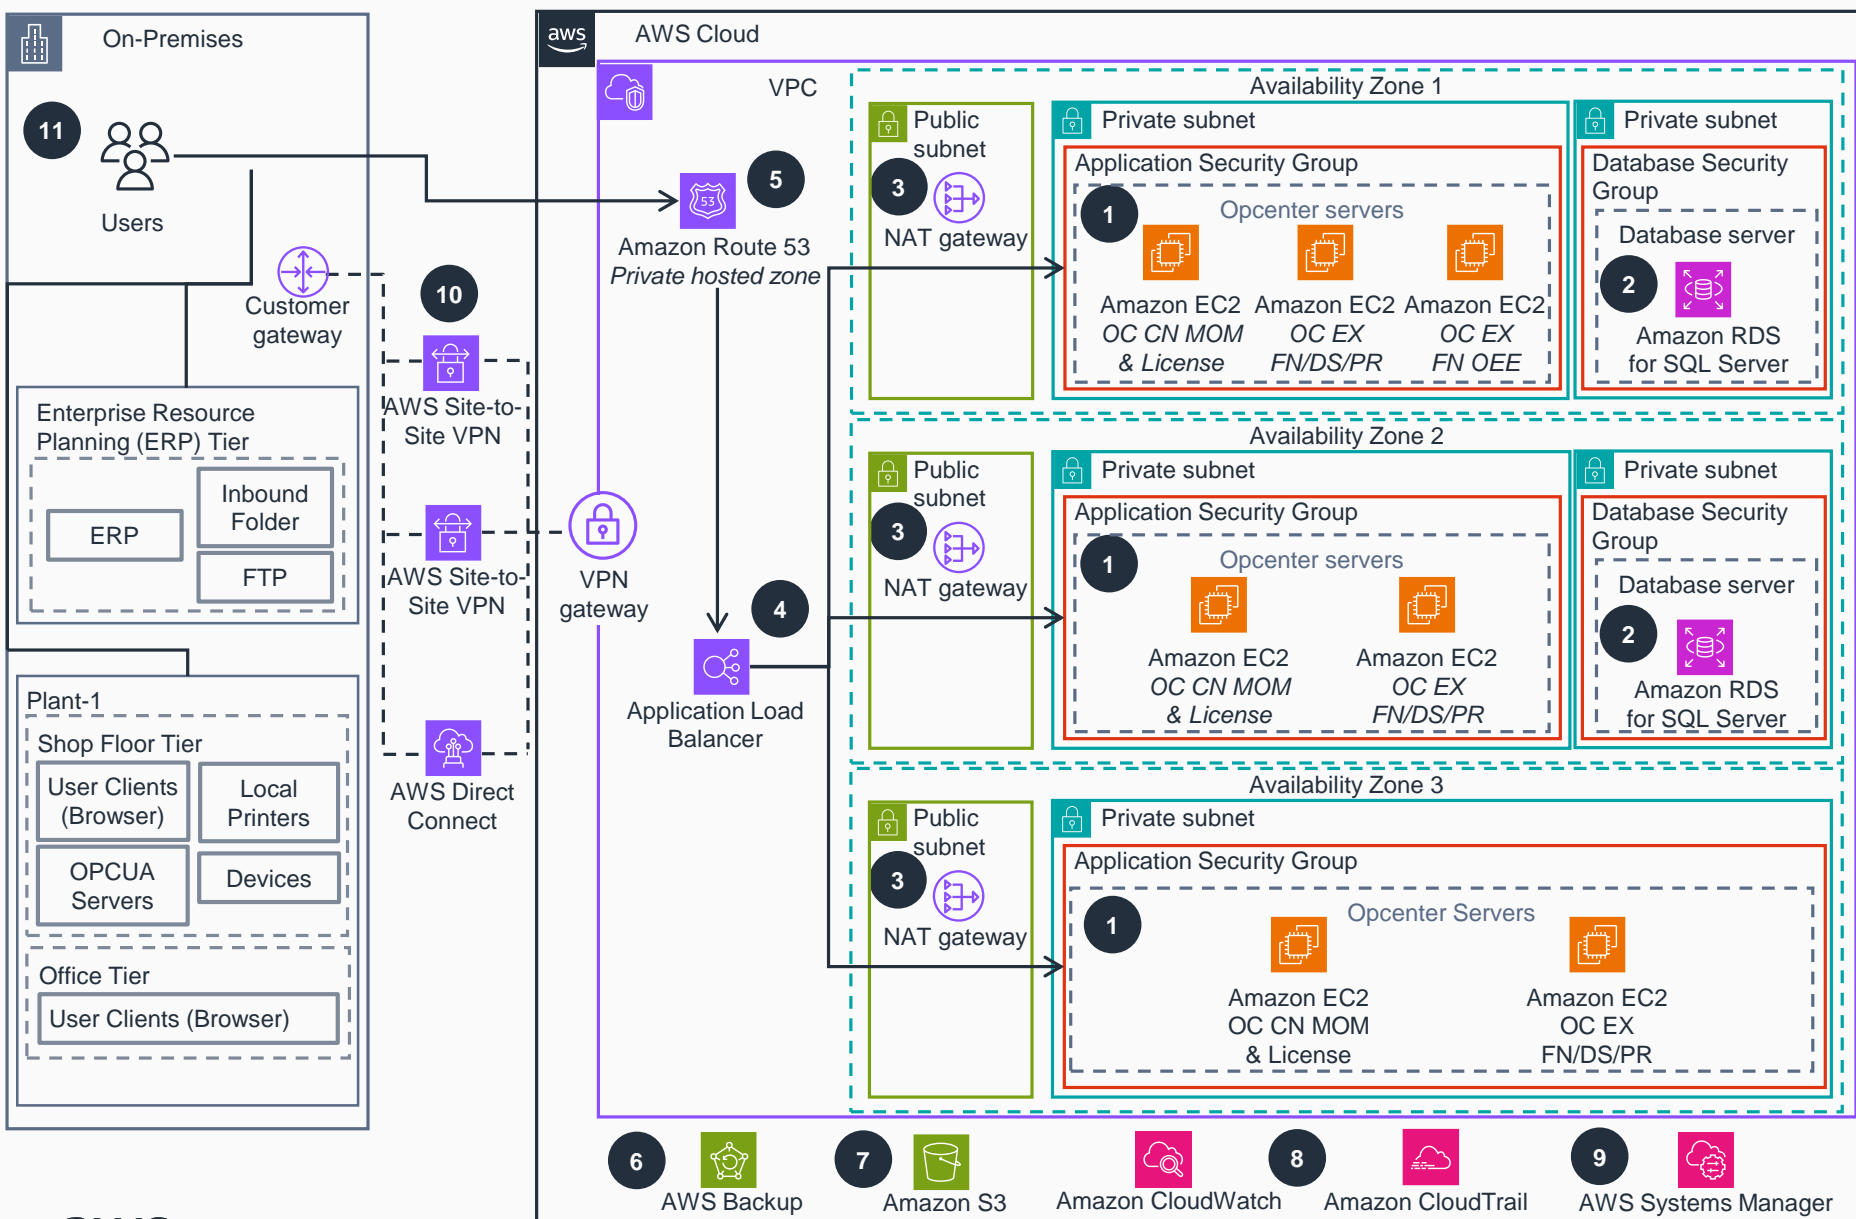 On-Premises
11
Users
Customer
gateway
Enterprise Resource
Planning (ERP) Tier
ERP
Inbound
Folder
FTP
Plant-1
Shop Floor Tier
User Clients
(Browser)
Local
Printers
OPCUA
Servers
Devices
Office Tier
User Clients (Browser)
10
AWS Site-to-
Site VPN
AWS Site-to-
Site VPN
AWS Direct
Connect
aws
AWS Cloud
VPC
5
53
Amazon Route 53
Private hosted zone
VPN
gateway
4
Application Load
Balancer
Availability Zone 1
Public
subnet
3
NAT gateway
Private subnet
Application Security Group
1
Opcenter servers
Amazon EC2
OC CN MOM
& License
Amazon EC2
OC EX
FN/DS/PR
Amazon EC2
OC EX
FN OEE
Private subnet
Database Security
Group
Database server
2
Amazon RDS
for SQL Server
Availability Zone 2
Public
subnet
3
NAT gateway
Private subnet
Application Security Group
1
Opcenter servers
Amazon EC2
OC CN MOM
& License
Amazon EC2
OC EX
FN/DS/PR
Private subnet
Database Security
Group
Database server
2
Amazon RDS
for SQL Server
Availability Zone 3
Public
subnet
3
NAT gateway
Private subnet
Application Security Group
1
Opcenter Servers
Amazon EC2
OC CN MOM
& License
Amazon EC2
OC EX
FN/DS/PR
6
AWS Backup
7
Amazon S3
Amazon CloudWatch
8
Amazon CloudTrail
9
AWS Systems Manager